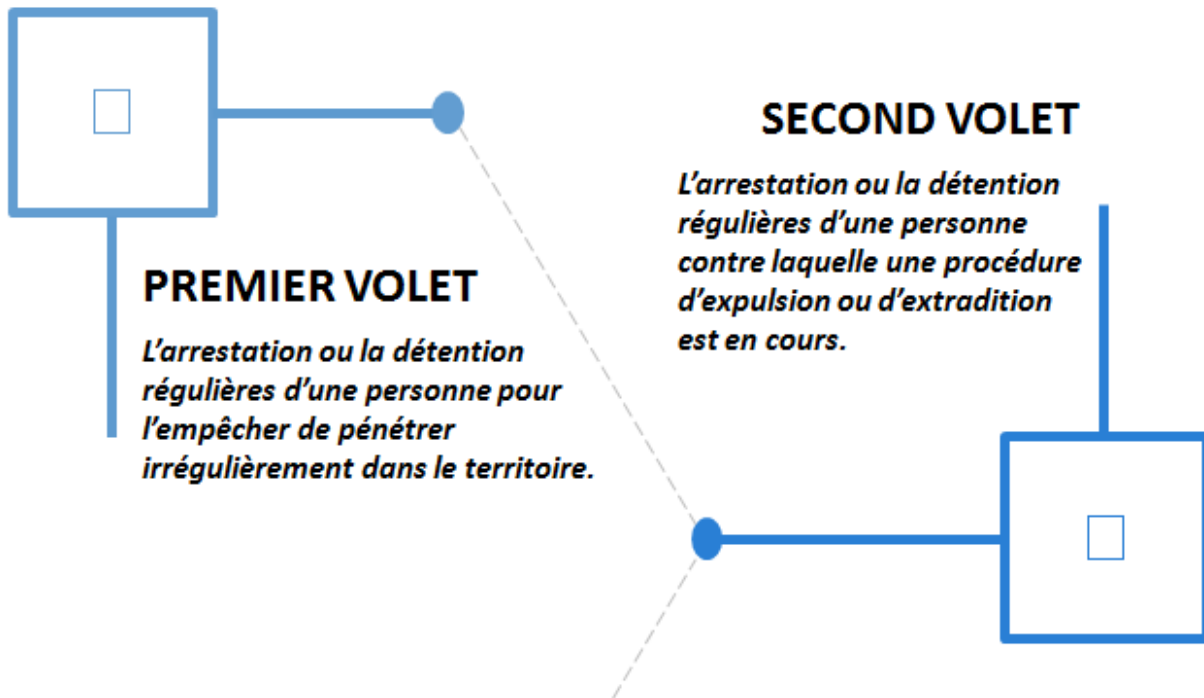 PREMIER VOLET
L'arrestation ou la détention
régulières d'une personne pour
l'empêcher de pénétrer
irrégulièrement dans le territoire.
SECOND VOLET
L'arrestation ou la détention
régulières d'une personne
contre laquelle une procédure
d'expulsion ou d'extradition
est en cours.